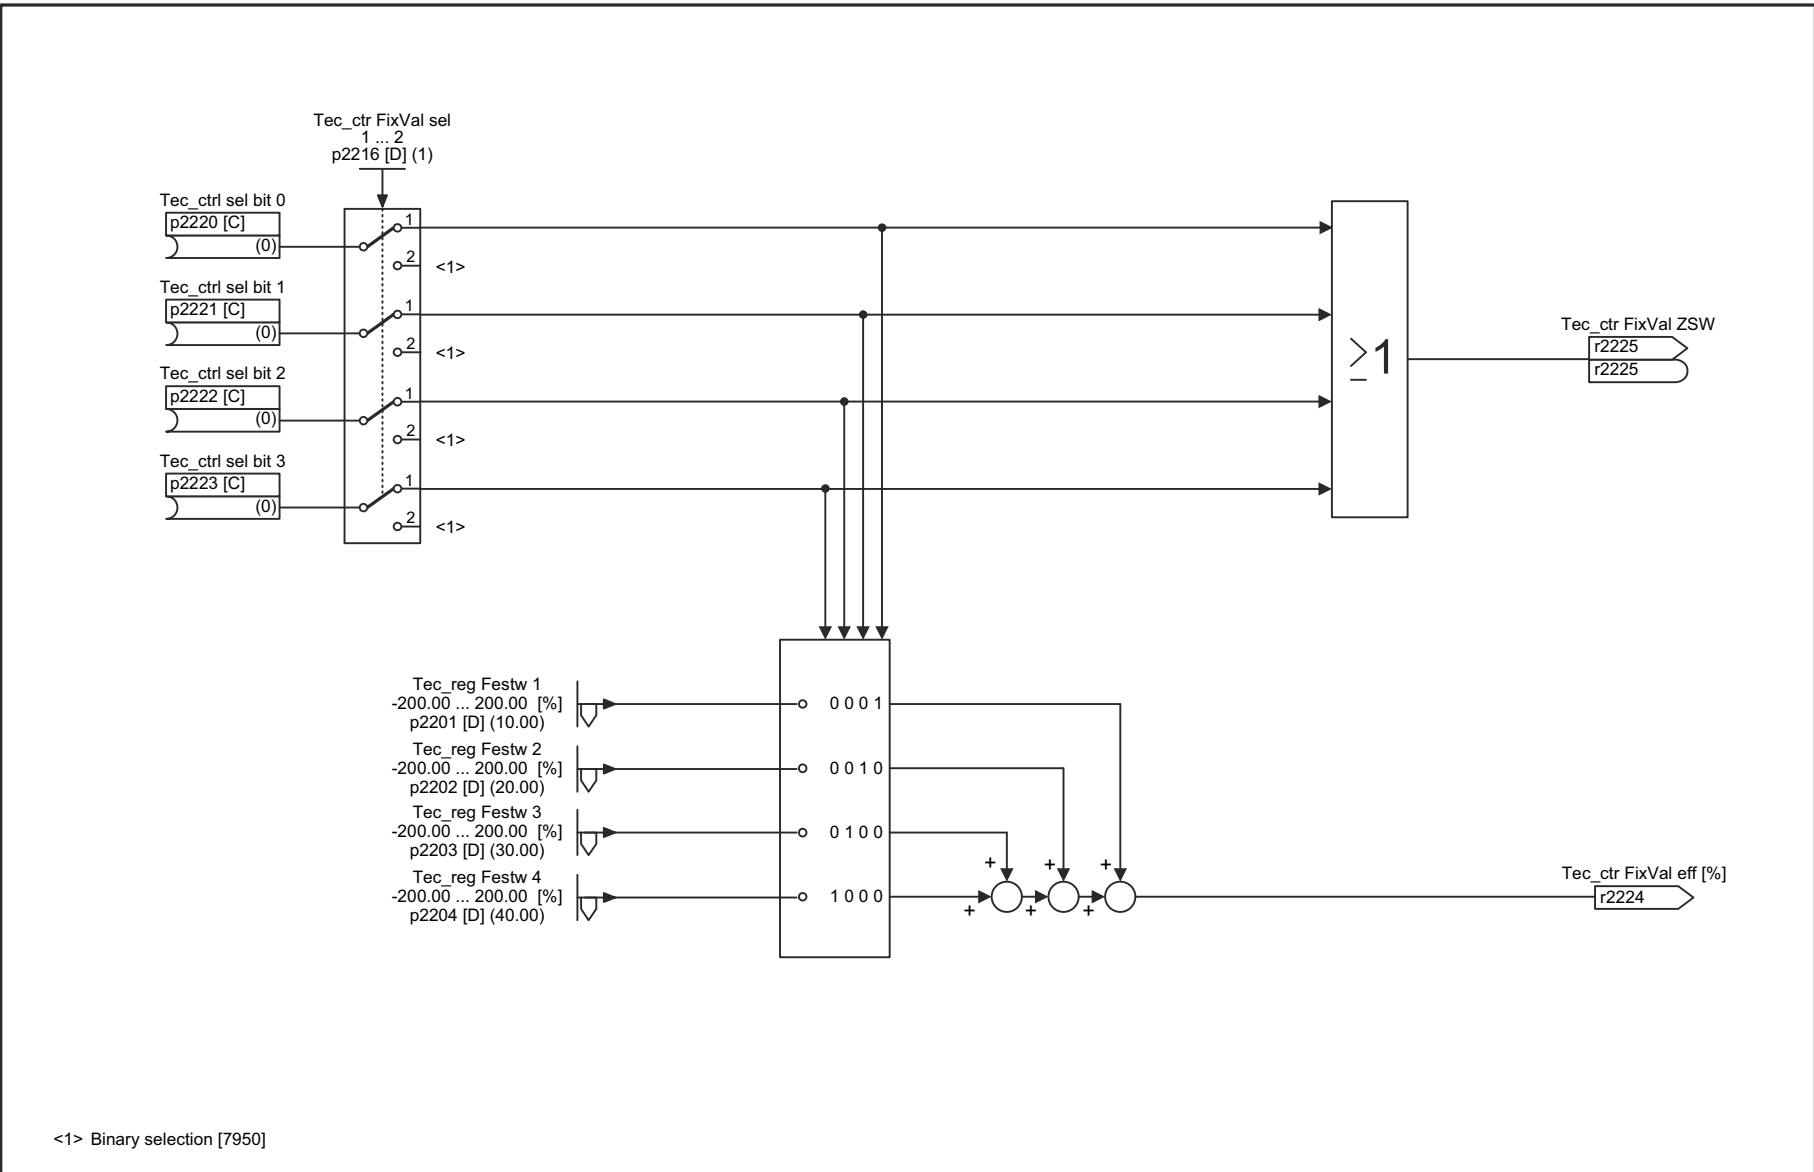 Tec_ctr FixVal sel
1 ... 2
p2216 [D] (1)
Tec_ctrl sel bit 0
p2220 [C]
(0)
1
2
<1>
Tec_ctrl sel bit 1
p2221 [C]
(0)
1
2
<1>
Tec_ctrl sel bit 2
p2222 [C]
(0)
1
2
<1>
Tec_ctrl sel bit 3
p2223 [C]
(0)
1
2
<1>
≥1
Tec_ctr FixVal ZSW
r2225
r2225
Tec_reg Festw 1
-200.00 ... 200.00 [%]
p2201 [D] (10.00)
0 0 0 1
Tec_reg Festw 2
-200.00 ... 200.00 [%]
p2202 [D] (20.00)
0 0 1 0
Tec_reg Festw 3
-200.00 ... 200.00 [%]
p2203 [D] (30.00)
0 1 0 0
Tec_reg Festw 4
-200.00 ... 200.00 [%]
p2204 [D] (40.00)
1 0 0 0
+ + +
+ + +
Tec_ctr FixVal eff [%]
r2224
<1> Binary selection [7950]